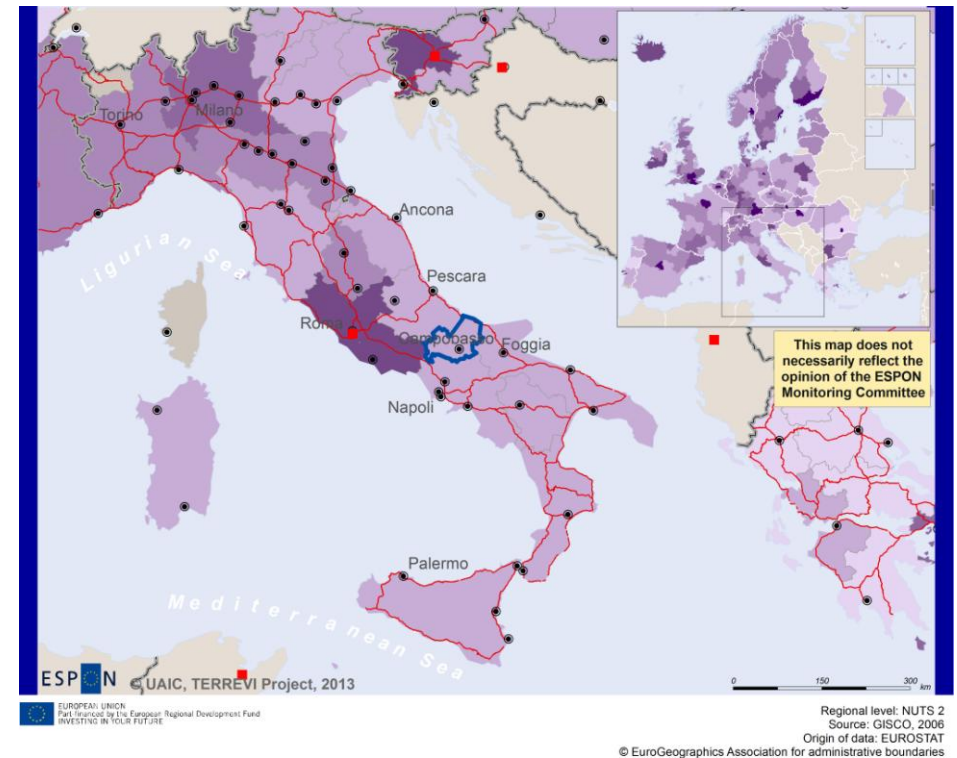 Torino
Milano
Ancona
Ligurian Sea
Pescara
Roma
Campobasso
Foggia
This map does not
necessarily reflect the
opinion of the ESPON
Monitoring Committee
Napoli
Palermo
Mediterranean Sea
ESPON
© UAIC, TERREVI Project, 2013
0 150 300
km
EUROPEAN UNION
Part-financed by the European Regional Development Fund
INVESTING IN YOUR FUTURE
Regional level: NUTS 2
Source: GISCO, 2006
Origin of data: EUROSTAT
© EuroGeographics Association for administrative boundaries